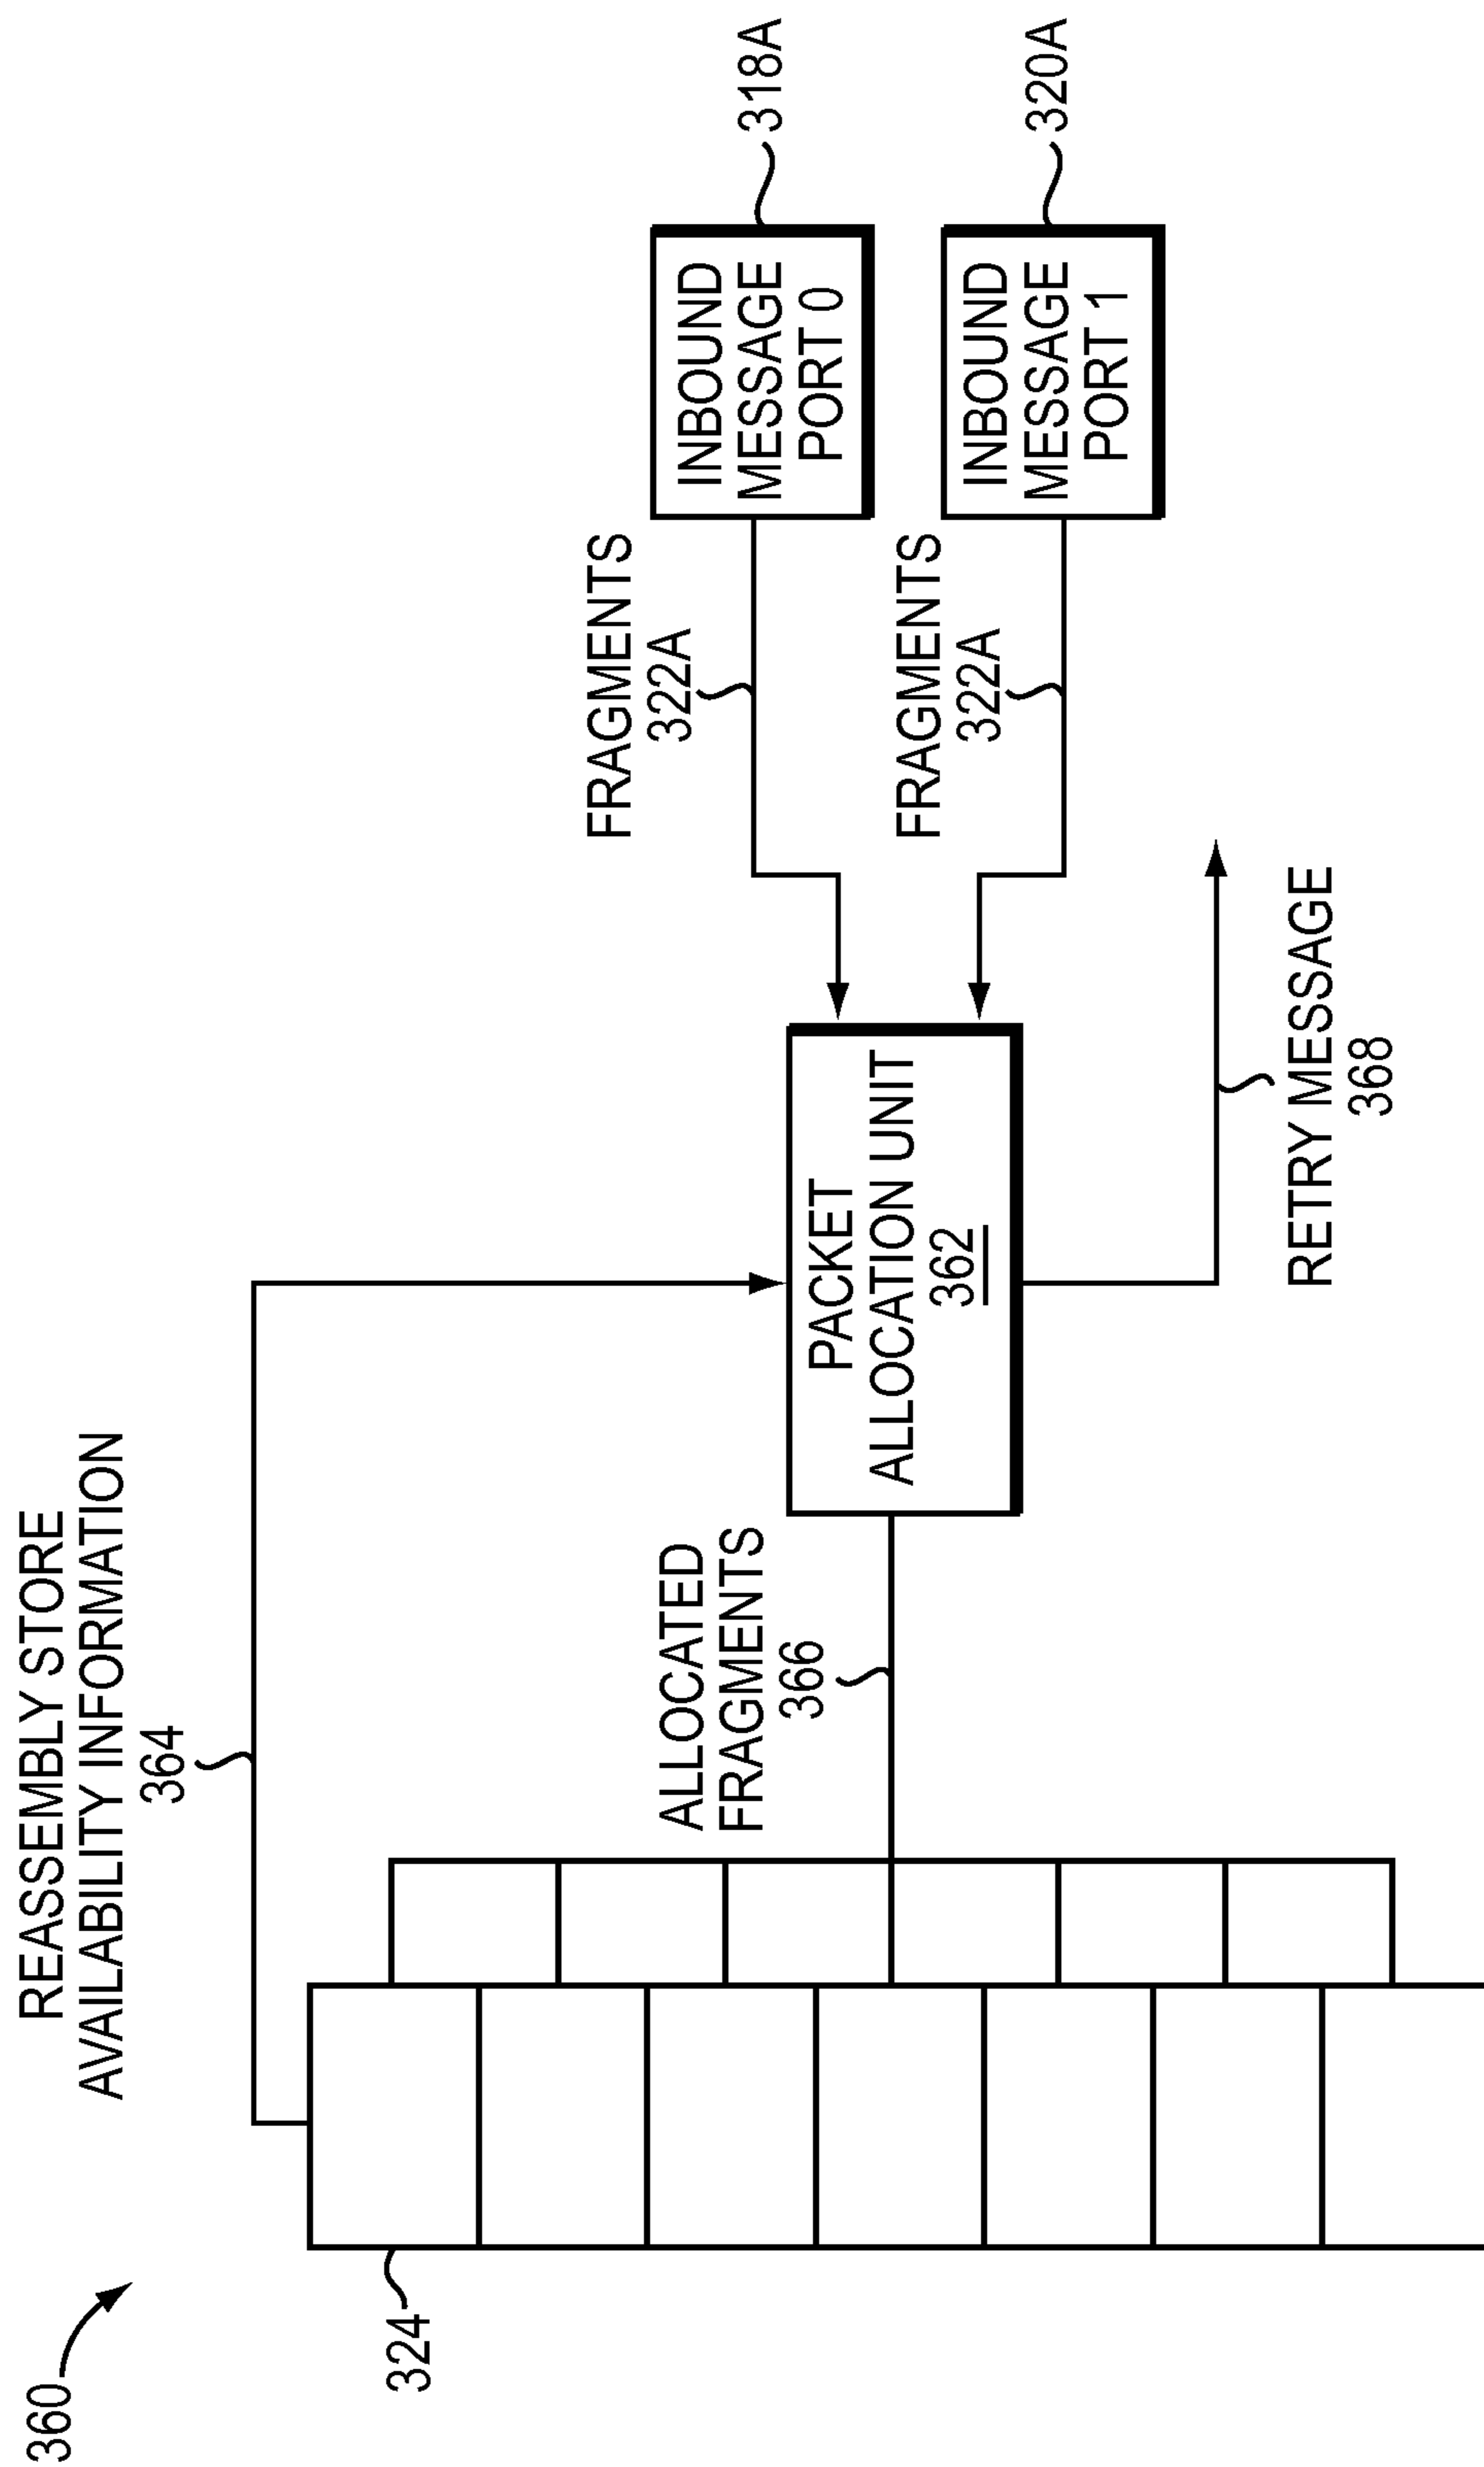 360
REASSEMBLY STORE
AVAILABILITY INFORMATION
364
324
ALLOCATED
FRAGMENTS
366
PACKET
ALLOCATION UNIT
362
FRAGMENTS
322A
INBOUND
MESSAGE
PORT 0
318A
FRAGMENTS
322A
INBOUND
MESSAGE
PORT 1
320A
RETRY MESSAGE
368